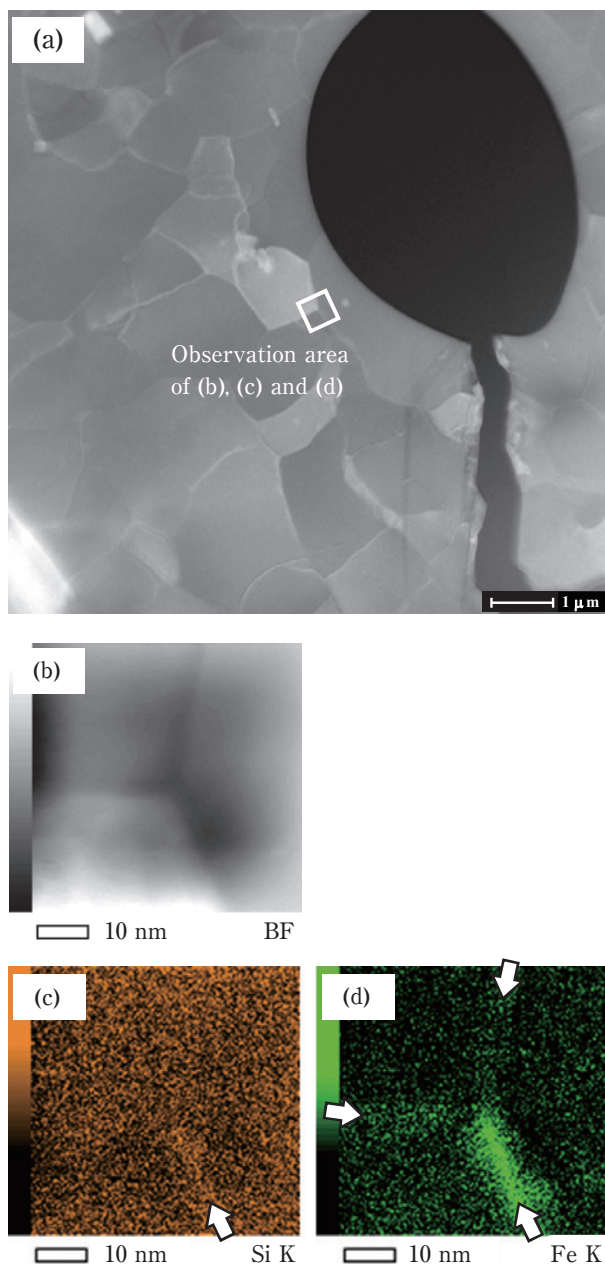 (a)
Observation area
of (b), (c) and (d)
1 μm
(b)
10 nm
BF
(c)
(d)
10 nm
Si K
10 nm
Fe K